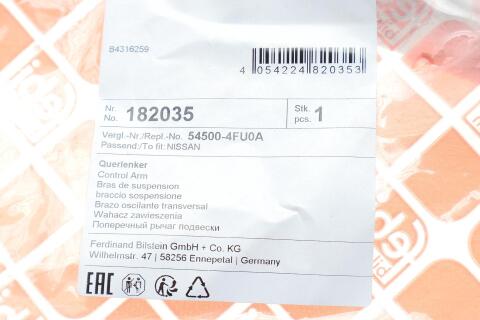 B4316259
4 054224 820353
Nr.
No. 182035
Stk.
pcs. 1
Vergl.-Nr./Repl.-No. 54500-4FU0A
Passend:/To fit: NISSAN
Querlenker
Control Arm
Bras de suspension
braccio sospensione
Brazo oscilante transversal
Wahacz zawieszenia
Поперечный рычаг подвески
Ferdinand Bilstein GmbH + Co. KG
Wilhelmstr. 47 | 58256 Ennepetal | Germany
EAC